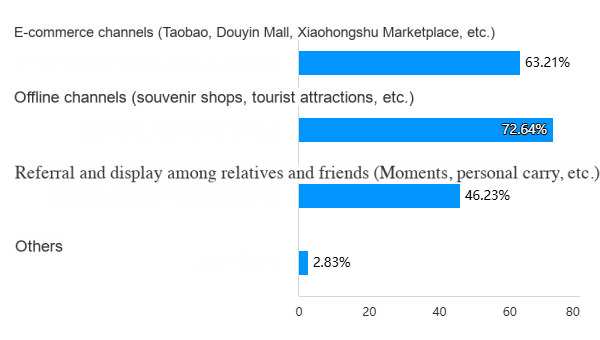 E-commerce channels (Taobao, Douyin Mall, Xiaohongshu Marketplace, etc.)
63.21%
Offline channels (souvenir shops, tourist attractions, etc.)
72.64%
Referral and display among relatives and friends (Moments, personal carry, etc.)
46.23%
Others
2.83%
0 20 40 60 80